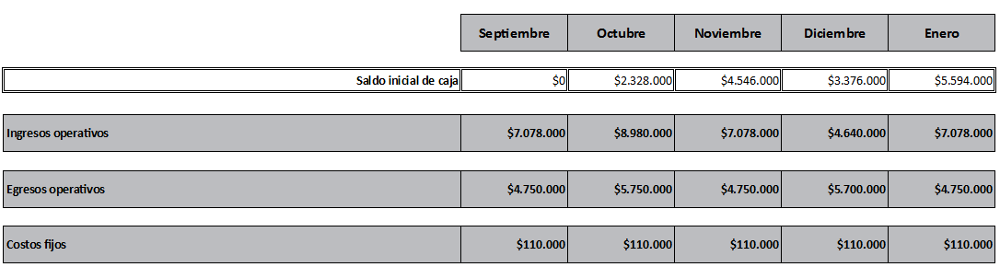 Septiembre Octubre Noviembre Diciembre Enero
Saldo inicial de caja $0 $2.328.000 $4.546.000 $3.376.000 $5.594.000
Ingresos operativos $7.078.000 $8.980.000 $7.078.000 $4.640.000 $7.078.000
Egresos operativos $4.750.000 $5.750.000 $4.750.000 $5.700.000 $4.750.000
Costos fijos $110.000 $110.000 $110.000 $110.000 $110.000